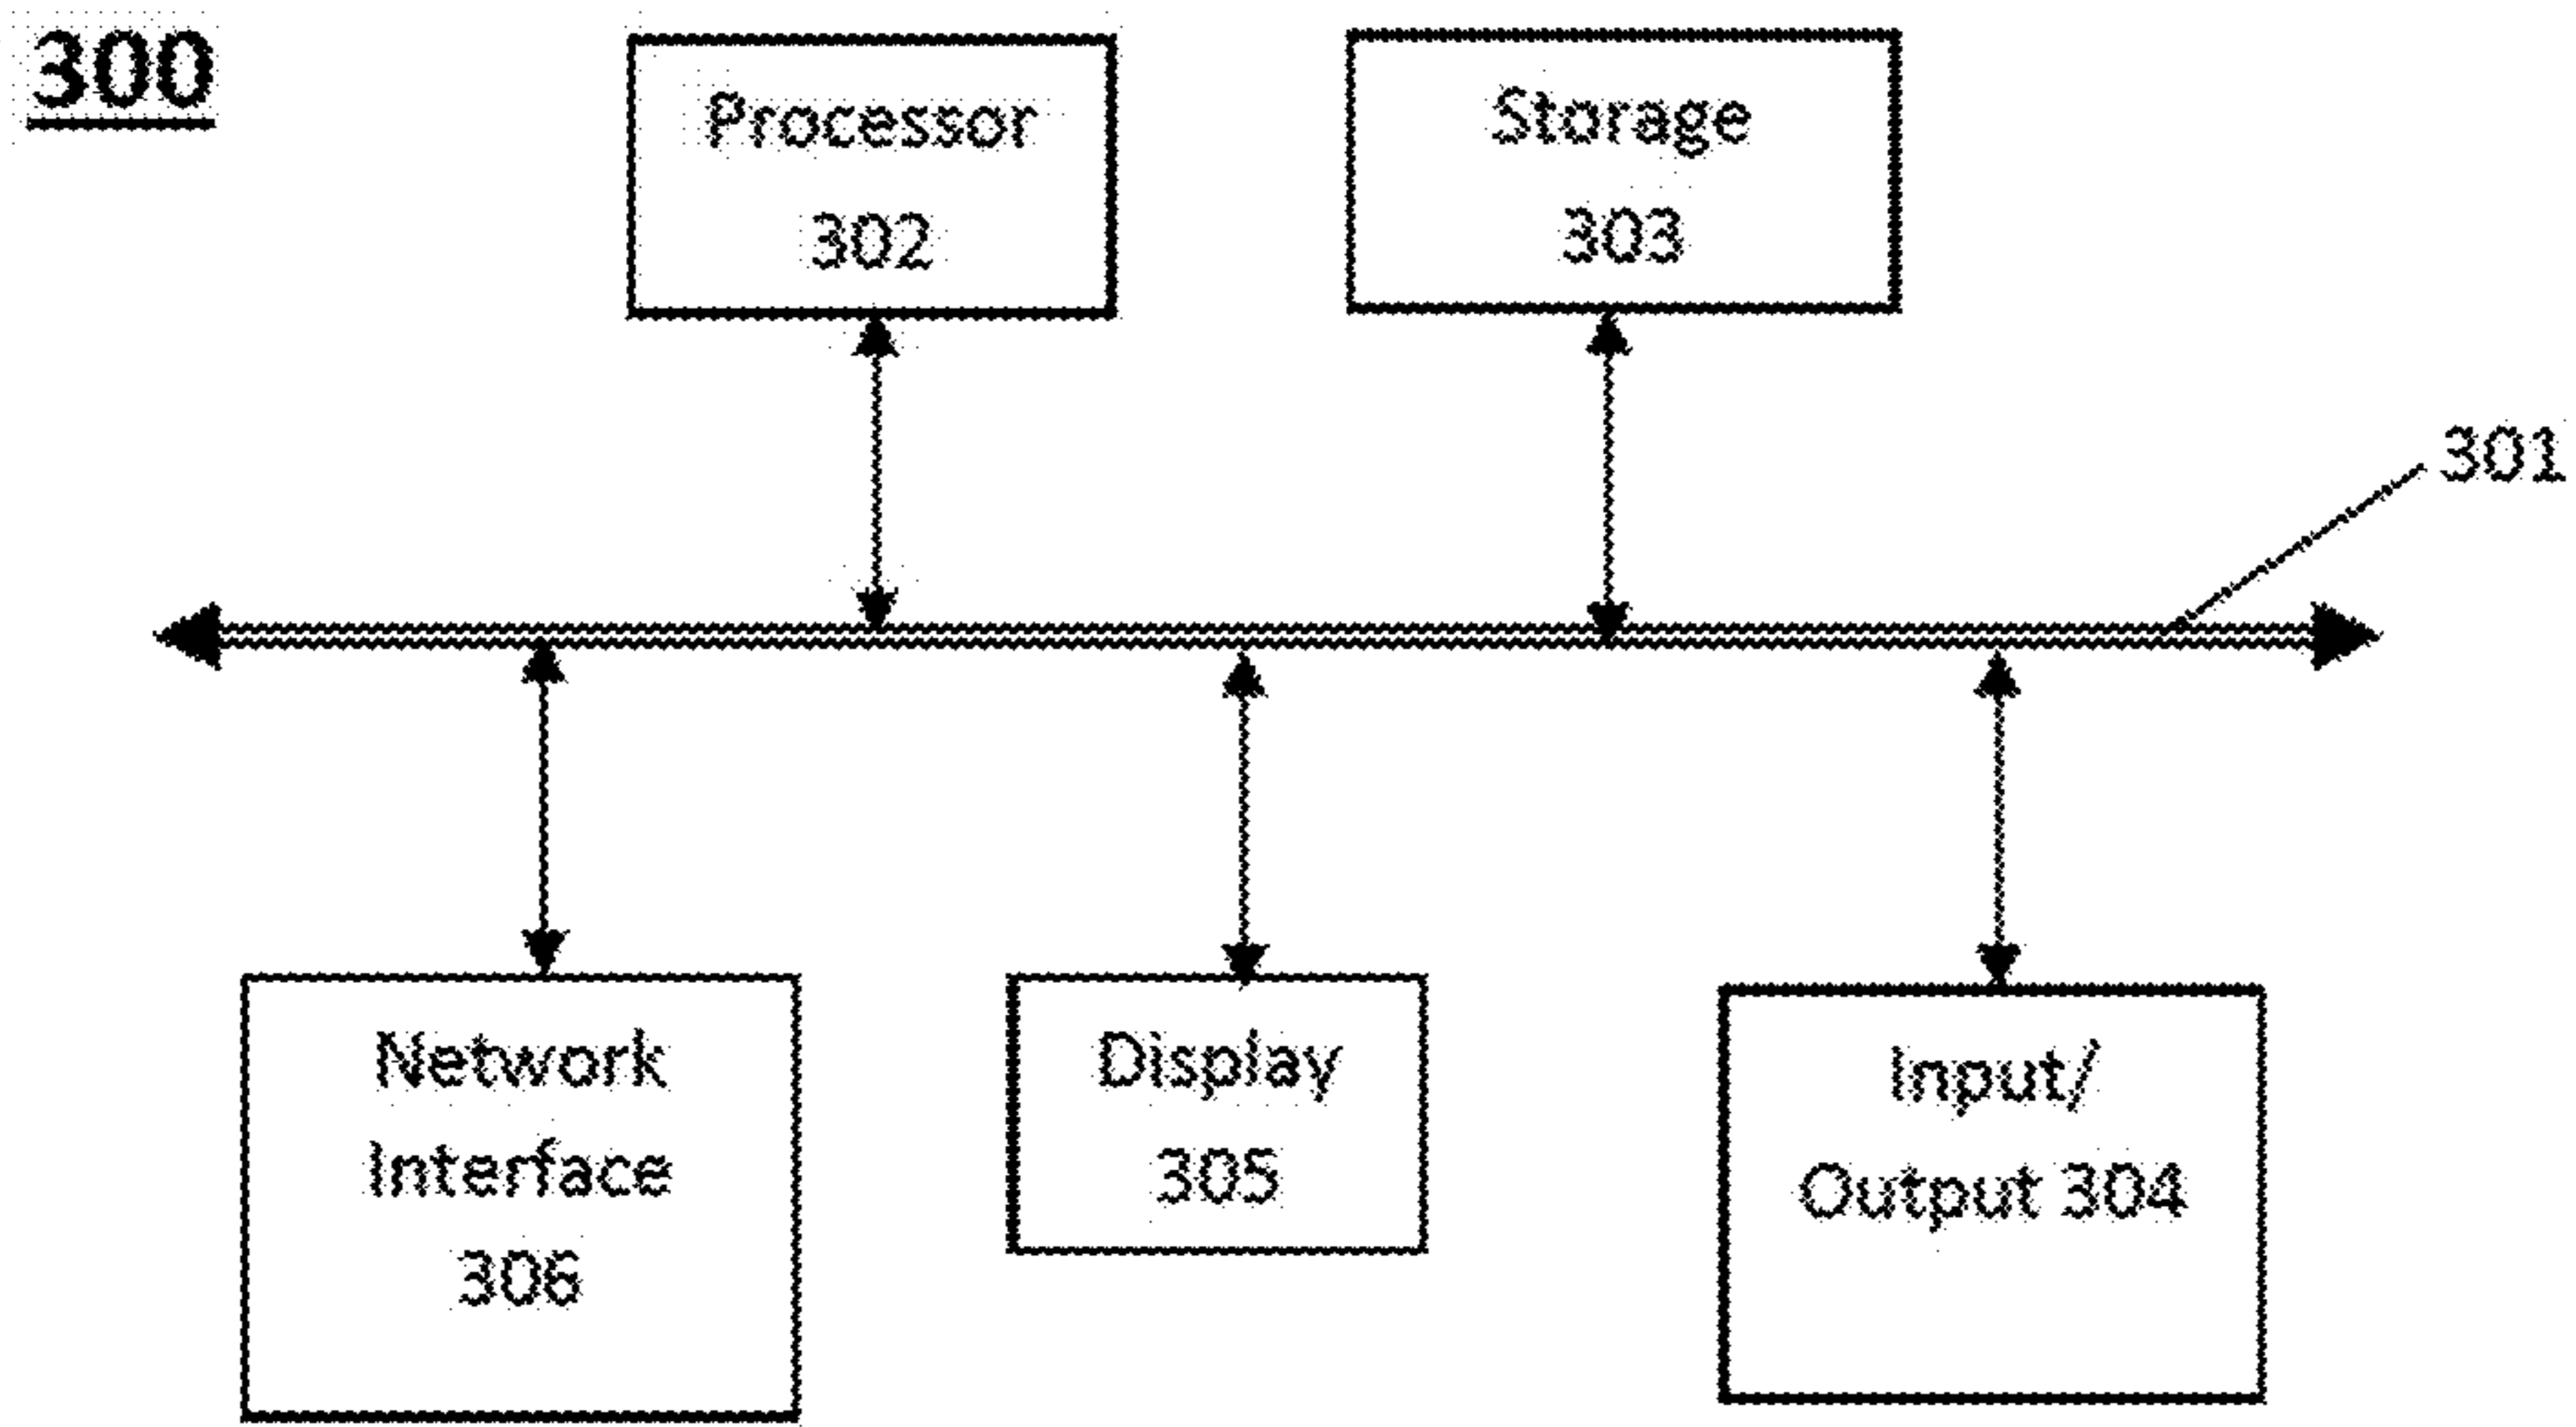 300
Processor
302
Storage
303
301
Network
Interface
306
Display
305
Input/
Output 304